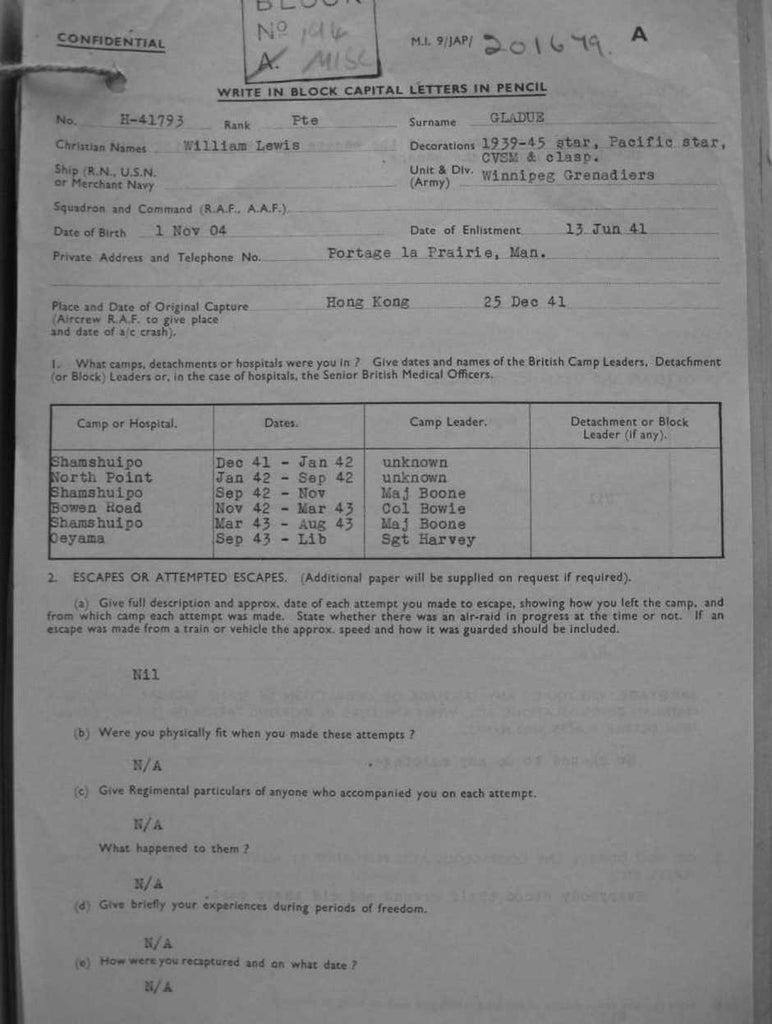 BLOCK
CONFIDENTIAL
Nº
M.I. 9/JAP/ 201679. A
A. MISC
WRITE IN BLOCK CAPITAL LETTERS IN PENCIL
No. H-41793 Rank Pte Surname GLADUE
Christian Names William Lewis Decorations 1939-45 star, Pacific star,
CVSM & clasp.
Ship (R.N., U.S.N. or Merchant Navy Unit & Div. (Army) Winnipeg Grenadiers
Squadron and Command (R.A.F., A.A.F.)
Date of Birth 1 Nov 04 Date of Enlistment 13 Jun 41
Private Address and Telephone No. Portage la Prairie, Man.
Place and Date of Original Capture Hong Kong 25 Dec 41
(Aircrew R.A.F. to give place
and date of a/c crash).
1. What camps, detachments or hospitals were you in ? Give dates and names of the British Camp Leaders, Detachment
(or Block) Leaders or, in the case of hospitals, the Senior British Medical Officers.
Camp or Hospital. Dates. Camp Leader. Detachment or Block
Leader (if any).
Shamshuipo Dec 41 - Jan 42 unknown
North Point Jan 42 - Sep 42 unknown
Shamshuipo Sep 42 - Nov Maj Boone
Bowen Road Nov 42 - Mar 43 Col Bowie
Shamshuipo Mar 43 - Aug 43 Maj Boone
Oeyama Sep 43 - Lib Sgt Harvey
2. ESCAPES OR ATTEMPTED ESCAPES. (Additional paper will be supplied on request if required).
(a) Give full description and approx. date of each attempt you made to escape, showing how you left the camp, and
from which camp each attempt was made. State whether there was an air-raid in progress at the time or not. If an
escape was made from a train or vehicle the approx. speed and how it was guarded should be included.
Nil
(b) Were you physically fit when you made these attempts ?
N/A
(c) Give Regimental particulars of anyone who accompanied you on each attempt.
N/A
What happened to them ?
N/A
(d) Give briefly your experiences during periods of freedom.
N/A
(e) How were you recaptured and on what date ?
N/A